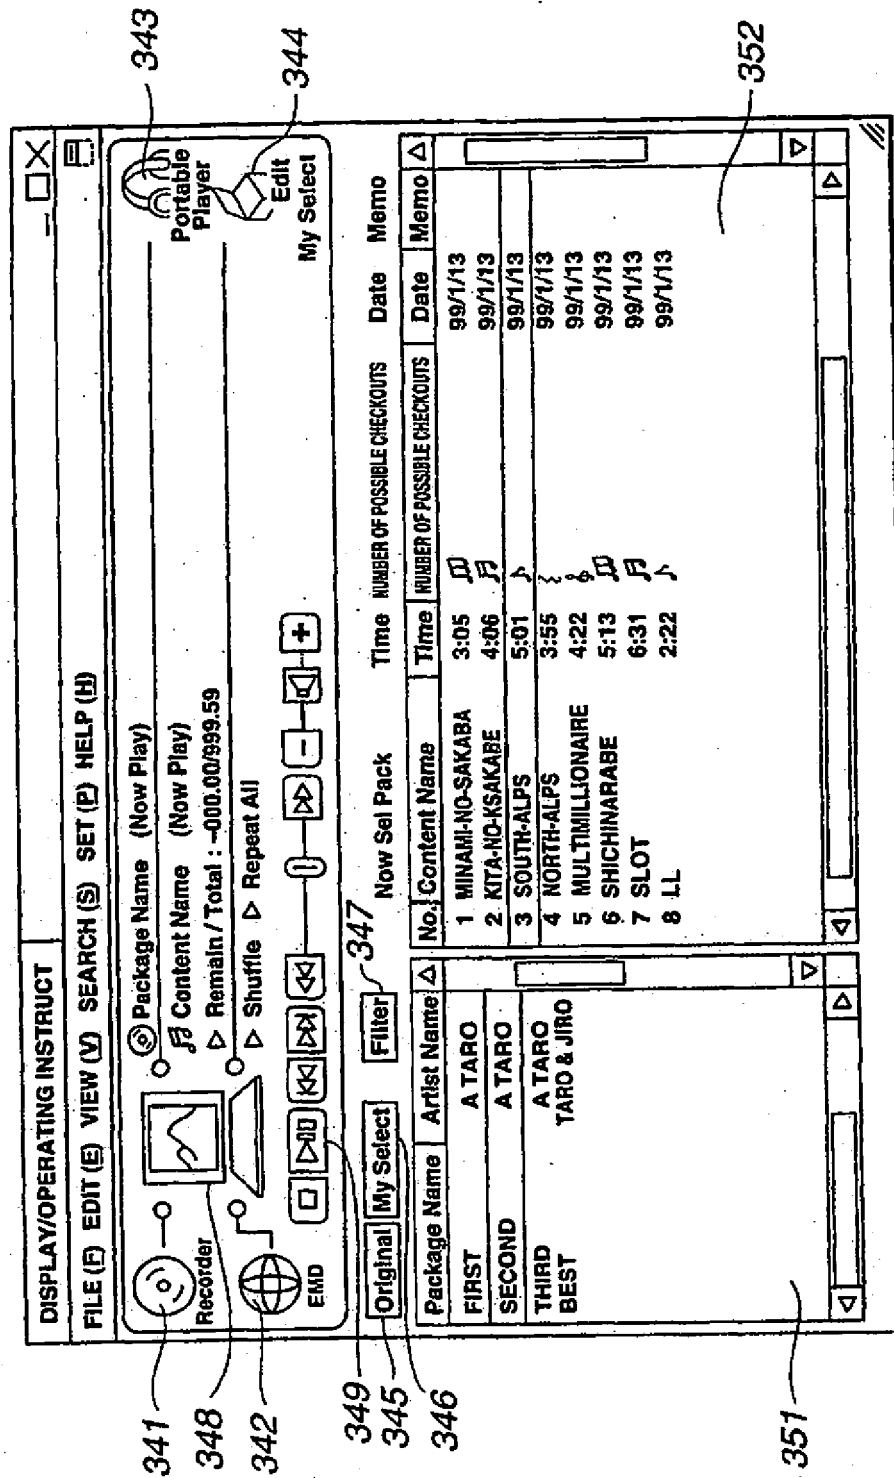 DISPLAY/OPERATING INSTRUCT
FILE (F) EDIT (E) VIEW (V) SEARCH (S) SET (P) HELP (H)
Recorder
EMD
Package Name (Now Play)
Content Name (Now Play)
Remain / Total : -000.00/999.59
Shuffle Repeat All
Portable
Player
Edit
My Select
Original My Select Filter
Now Sel Pack Time NUMBER OF POSSIBLE CHECKOUTS Date Memo
Package Name Artist Name
FIRST A TARO
SECOND A TARO
THIRD A TARO
BEST TARO & JIRO
No. Content Name Time NUMBER OF POSSIBLE CHECKOUTS Date Memo
1 MINAMI-NO-SAKABA 3:05 99/1/13
2 KITA-NO-KSAKABE 4:06 99/1/13
3 SOUTH-ALPS 5:01 99/1/13
4 NORTH-ALPS 3:55 99/1/13
5 MULTIMILLIONAIRE 4:22 99/1/13
6 SHICHINARABE 5:13 99/1/13
7 SLOT 6:31 99/1/13
8 LL 2:22 99/1/13
341
348
342
349
345
346
347
343
344
351
352